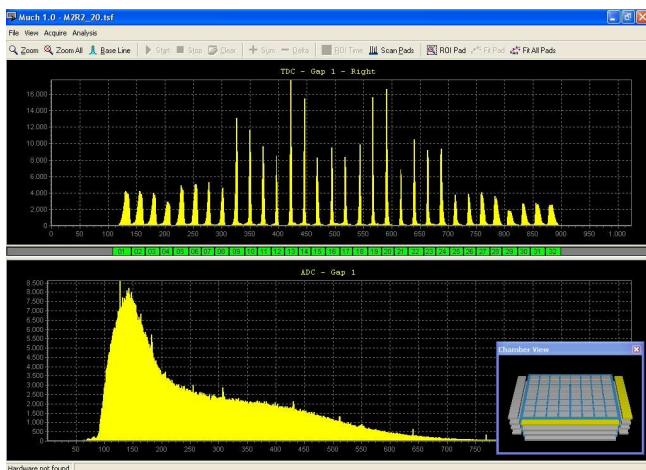 Much 1.0 - M2R2_20.tsf
File View Acquire Analysis
Zoom Zoom All Base Line Start Stop Clear Sum Delta ROI Time Scan Pads ROI Pad Fit Pad Fit All Pads
TDC - Gap 1 - Right
16.000
14.000
12.000
10.000
8.000
6.000
4.000
2.000
0
0 50 100 150 200 250 300 350 400 450 500 550 600 650 700 750 800 850 900 950 1.000
01 02 03 04 05 06 07 08 09 10 11 12 13 14 15 16 17 18 19 20 21 22 23 24 25 26 27 28 29 30 31 32
ADC - Gap 1
8.500
8.000
7.500
7.000
6.500
6.000
5.500
5.000
4.500
4.000
3.500
3.000
2.500
2.000
1.500
1.000
500
0
50 100 150 200 250 300 350 400 450 500 550 600 650 700 750
Chamber View
Hardware not found